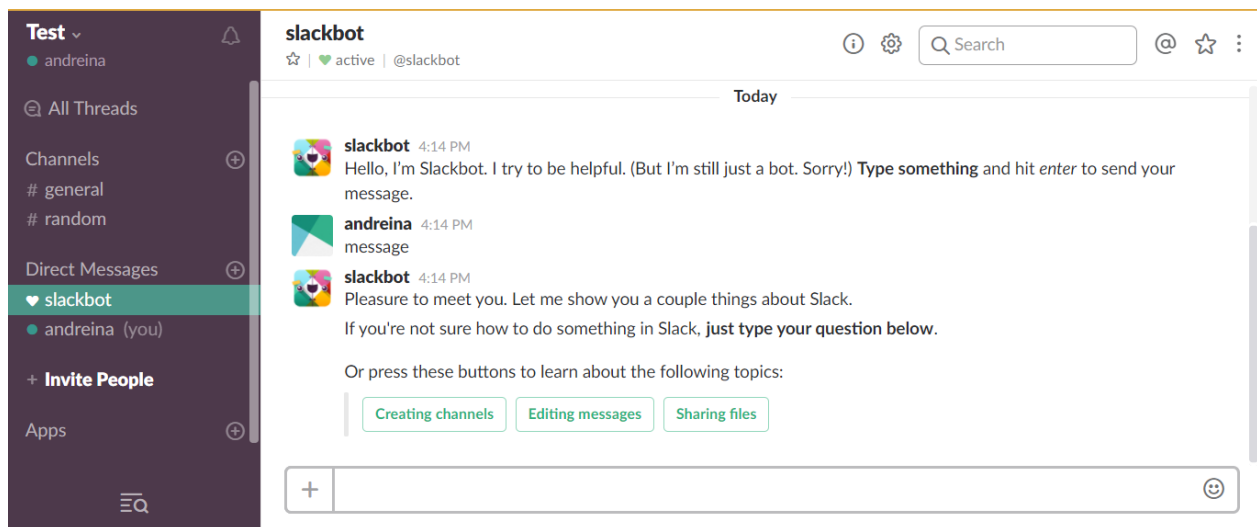 Test
andreina
All Threads
Channels
# general
# random
Direct Messages
slackbot
andreina (you)
+ Invite People
Apps
slackbot
active | @slackbot
Search
@
Today
slackbot 4:14 PM
Hello, I'm Slackbot. I try to be helpful. (But I'm still just a bot. Sorry!) Type something and hit enter to send your
message.
andreina 4:14 PM
message
slackbot 4:14 PM
Pleasure to meet you. Let me show you a couple things about Slack.
If you're not sure how to do something in Slack, just type your question below.
Or press these buttons to learn about the following topics:
Creating channels Editing messages Sharing files